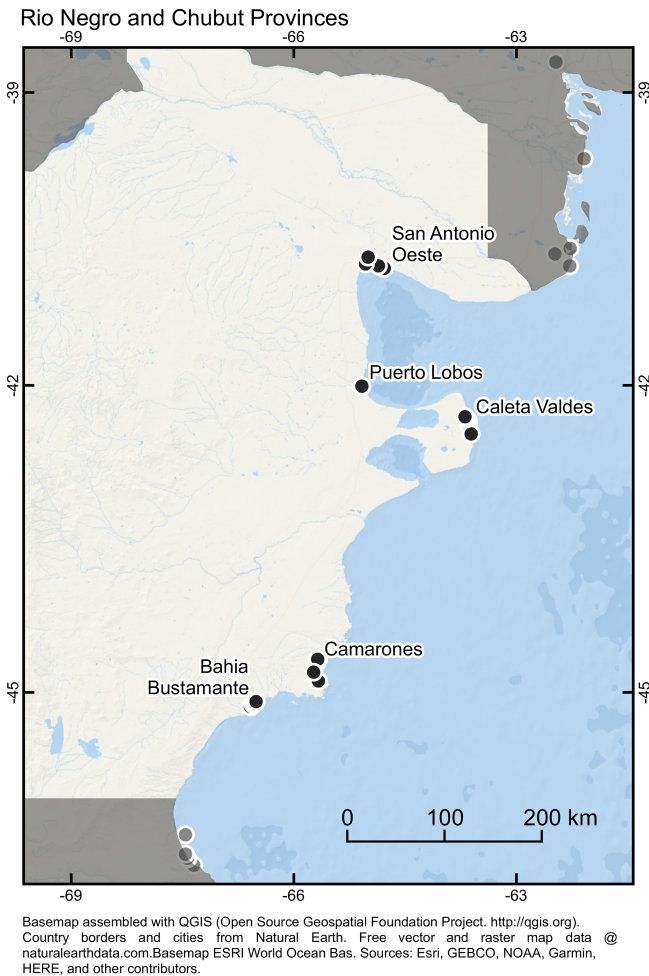 Rio Negro and Chubut Provinces
-69 -66 -63
-39 -39
San Antonio
Oeste
-42 Puerto Lobos -42
Caleta Valdes
Camarones
Bahia
Bustamante
-45 -45
0 100 200 km
-69 -66 -63
Basemap assembled with QGIS (Open Source Geospatial Foundation Project. http://qgis.org).
Country borders and cities from Natural Earth. Free vector and raster map data @
naturalearthdata.com.Basemap ESRI World Ocean Bas. Sources: Esri, GEBCO, NOAA, Garmin,
HERE, and other contributors.